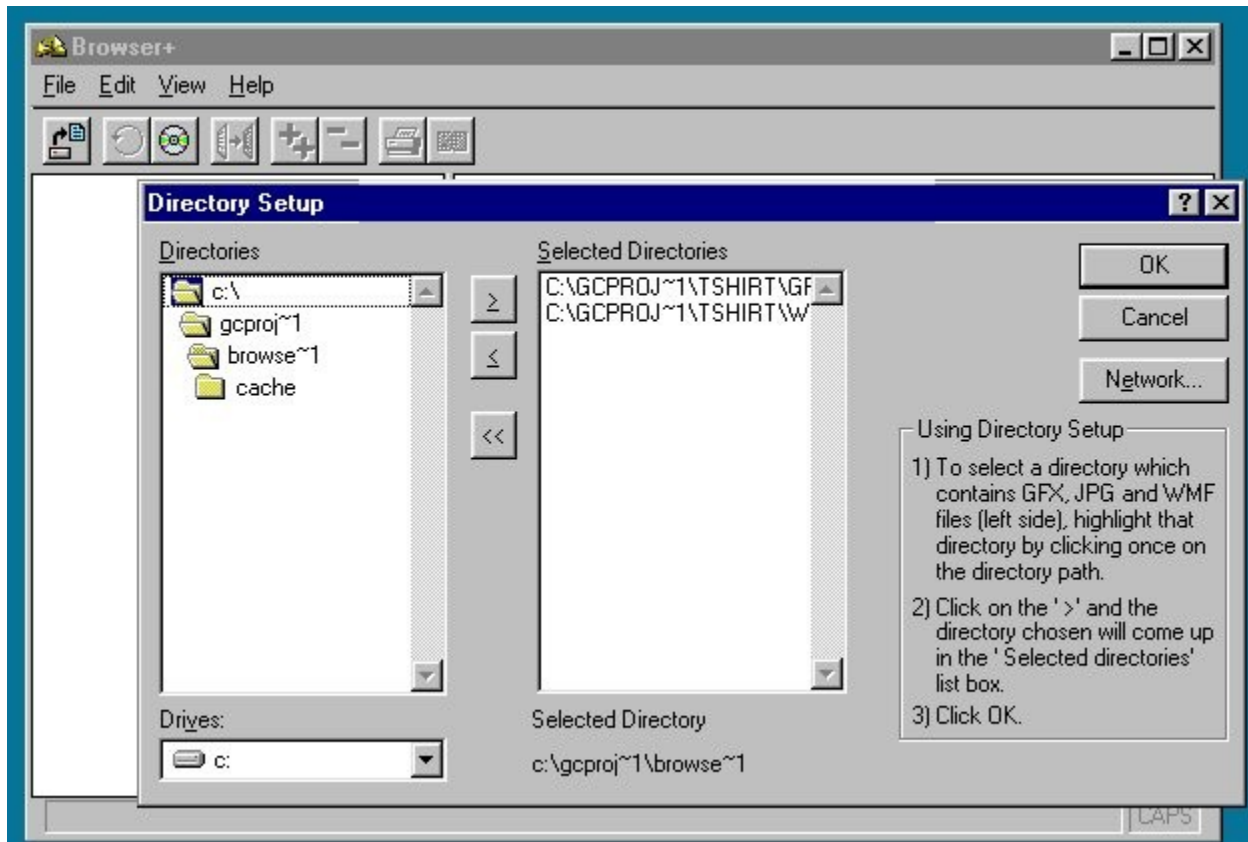 Browser+
File Edit View Help
Directory Setup
Directories
c:\
gcproj~1
browse~1
cache
Drives:
c:
>
<
<<
Selected Directories
C:\GCPROJ~1\TSHIRT\
C:\GCPROJ~1\TSHIRT\W
Selected Directory
c:\gcproj~1\browse~1
OK
Cancel
Network...
Using Directory Setup
1) To select a directory which
contains GFX, JPG and WMF
files (left side), highlight that
directory by clicking once on
the directory path.
2) Click on the '>' and the
directory chosen will come up
in the ' Selected directories'
list box.
3) Click OK.
CAPS